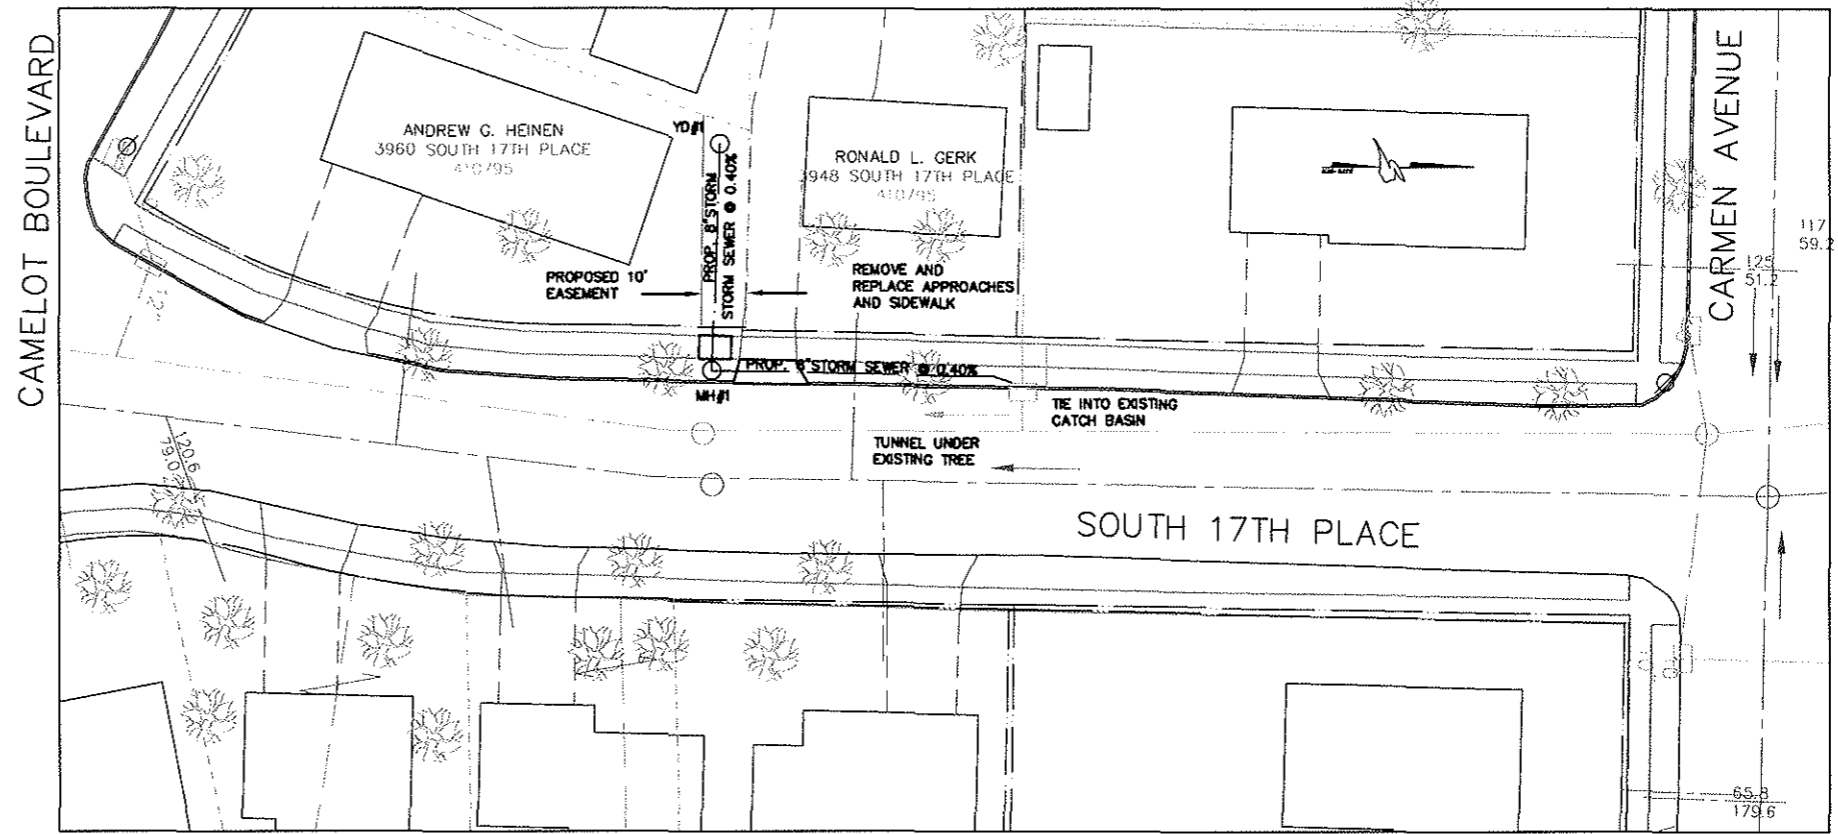 CAMELOT BOULEVARD
ANDREW G. HEINEN
3960 SOUTH 17TH PLACE
410795
YD#1
PROP. 8" STORM
SEWER @ 0.40%
RONALD L. GERK
3948 SOUTH 17TH PLACE
410795
CARMEN AVENUE
117
59.2
125
51.2
PROPOSED 10'
EASEMENT
REMOVE AND
REPLACE APPROACHES
AND SIDEWALK
PROP. 8" STORM SEWER @ 0.40%
MH#1
TIE INTO EXISTING
CATCH BASIN
TUNNEL UNDER
EXISTING TREE
120.6
79.0
SOUTH 17TH PLACE
65.8
179.6